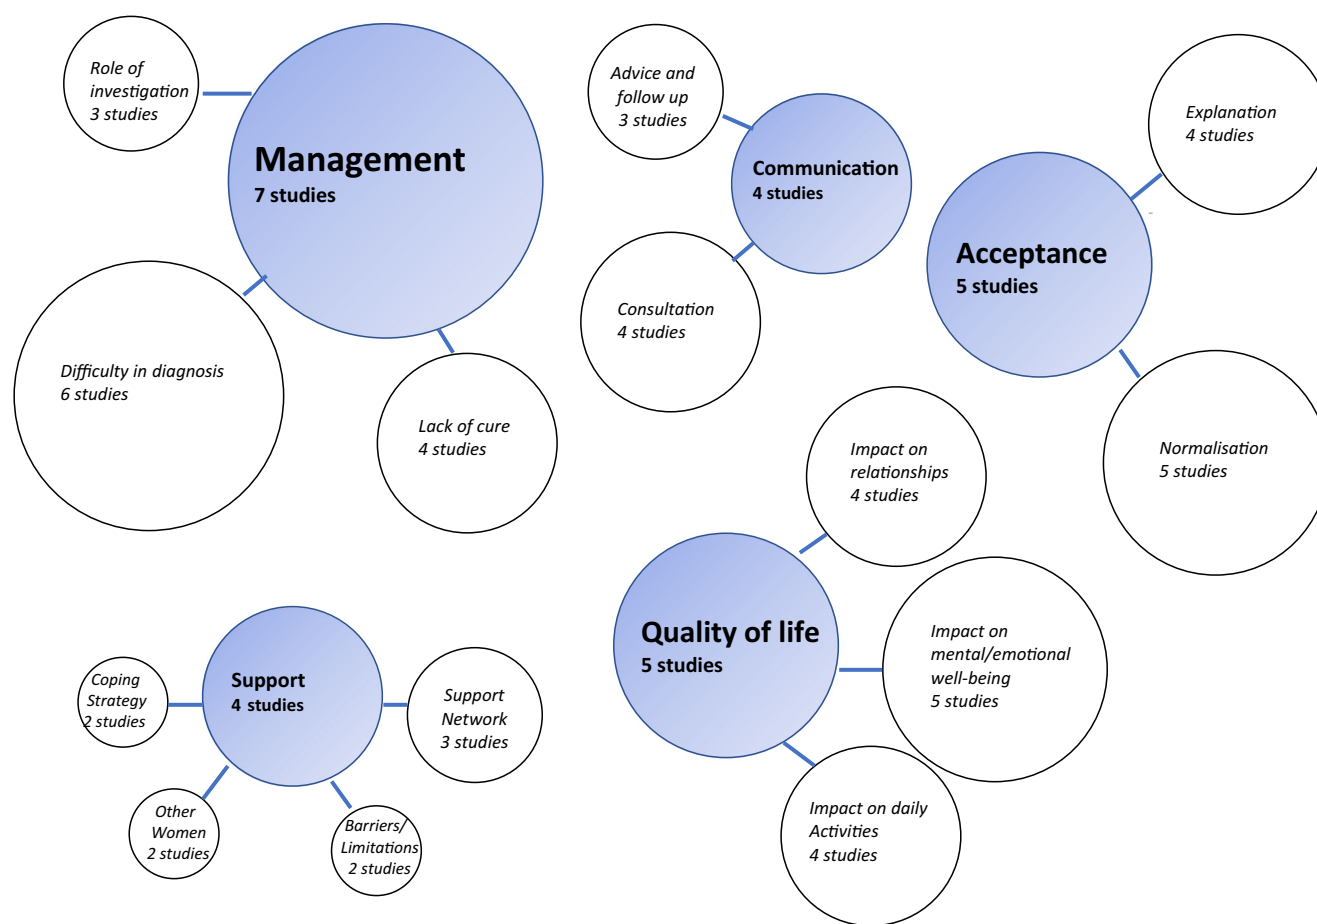 Role of
investigation
3 studies
Management
7 studies
Difficulty in diagnosis
6 studies
Lack of cure
4 studies
Advice and
follow up
3 studies
Communication
4 studies
Consultation
4 studies
Explanation
4 studies
Acceptance
5 studies
Normalisation
5 studies
Impact on
relationships
4 studies
Quality of life
5 studies
Impact on
mental/emotional
well-being
5 studies
Impact on daily
Activities
4 studies
Support
4 studies
Coping
Strategy
2 studies
Support
Network
3 studies
Other
Women
2 studies
Barriers/
Limitations
2 studies